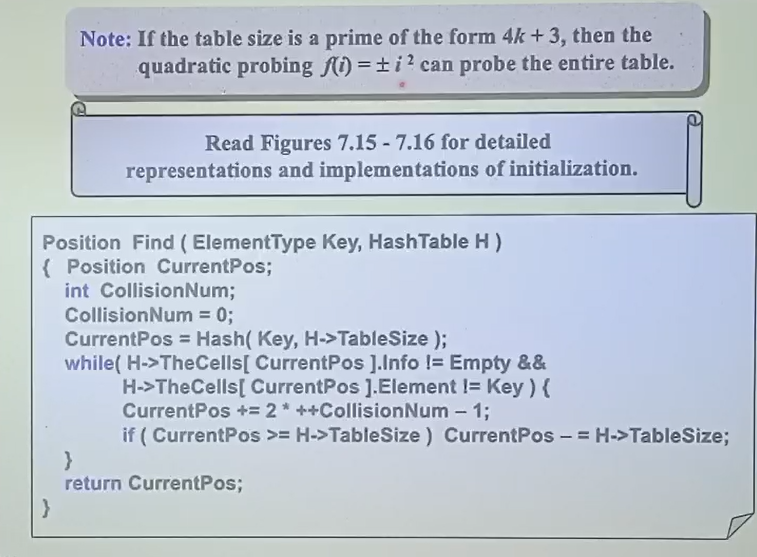 Note: If the table size is a prime of the form 4k + 3, then the
quadratic probing f(i) = ± i ² can probe the entire table.
Read Figures 7.15 - 7.16 for detailed
representations and implementations of initialization.
Position Find ( ElementType Key, HashTable H )
{ Position CurrentPos;
int CollisionNum;
CollisionNum = 0;
CurrentPos = Hash( Key, H->TableSize );
while( H->TheCells[ CurrentPos ].Info != Empty &&
H->TheCells[ CurrentPos ].Element != Key ) {
CurrentPos += 2 * ++CollisionNum – 1;
if ( CurrentPos >= H->TableSize ) CurrentPos – = H->TableSize;
}
return CurrentPos;
}